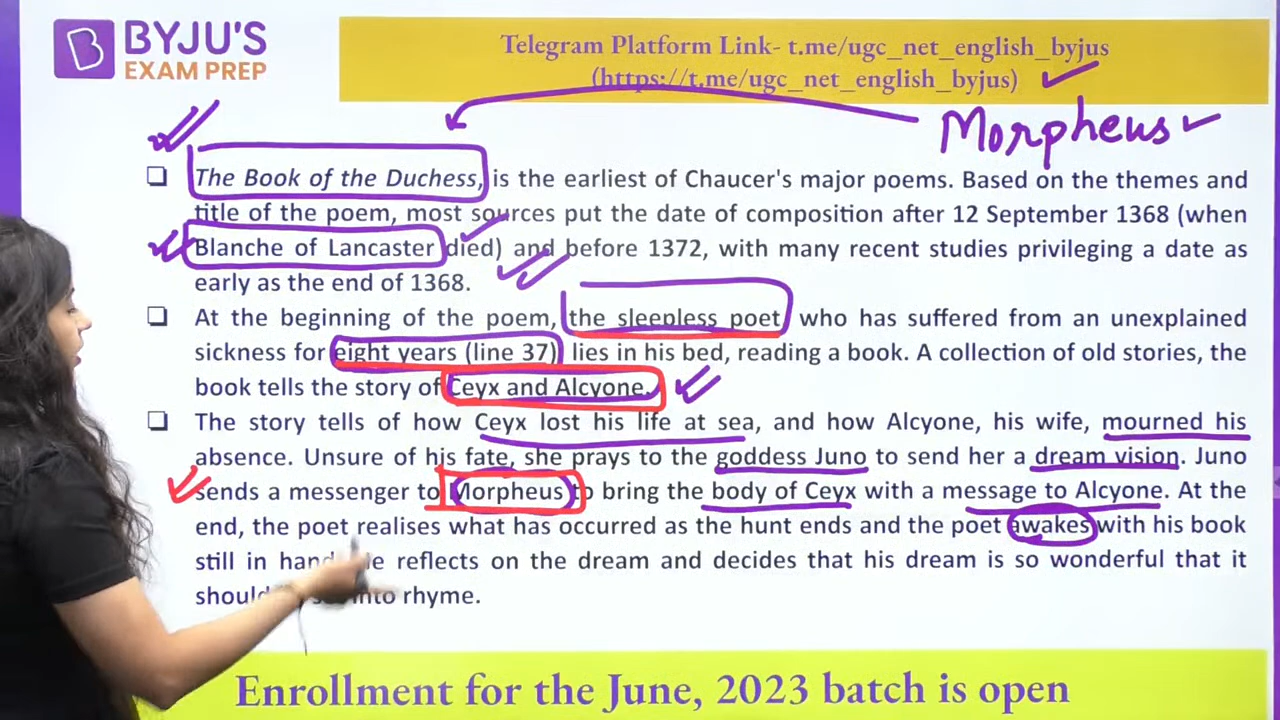 BYJU'S
EXAM PREP
Telegram Platform Link- t.me/ugc_net_english_byjus
(https://t.me/ugc_net_english_byjus)
Morpheus
The Book of the Duchess, is the earliest of Chaucer's major poems. Based on the themes and
title of the poem, most sources put the date of composition after 12 September 1368 (when
Blanche of Lancaster died) and before 1372, with many recent studies privileging a date as
early as the end of 1368.
At the beginning of the poem, the sleepless poet who has suffered from an unexplained
sickness for eight years (line 37) lies in his bed, reading a book. A collection of old stories, the
book tells the story of Ceyx and Alcyone.
The story tells of how Ceyx lost his life at sea, and how Alcyone, his wife, mourned his
absence. Unsure of his fate, she prays to the goddess Juno to send her a dream vision. Juno
sends a messenger to Morpheus to bring the body of Ceyx with a message to Alcyone. At the
end, the poet realises what has occurred as the hunt ends and the poet awakes with his book
still in reflects on the dream and decides that his dream is so wonderful that it
should into rhyme.
Enrollment for the June, 2023 batch is open